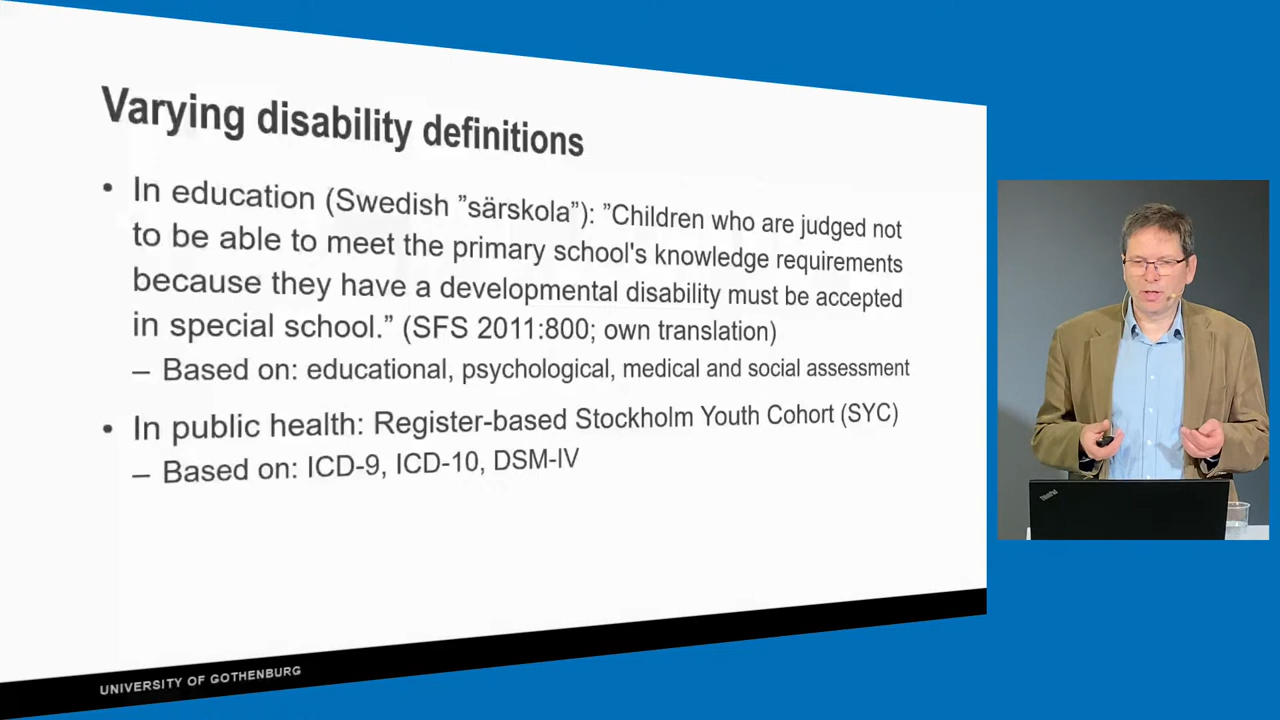 Varying disability definitions
• In education (Swedish ”särskola”): ”Children who are judged not
to be able to meet the primary school's knowledge requirements
because they have a developmental disability must be accepted
in special school.” (SFS 2011:800; own translation)
– Based on: educational, psychological, medical and social assessment
• In public health: Register-based Stockholm Youth Cohort (SYC)
– Based on: ICD-9, ICD-10, DSM-IV
ThinkPad
UNIVERSITY OF GOTHENBURG